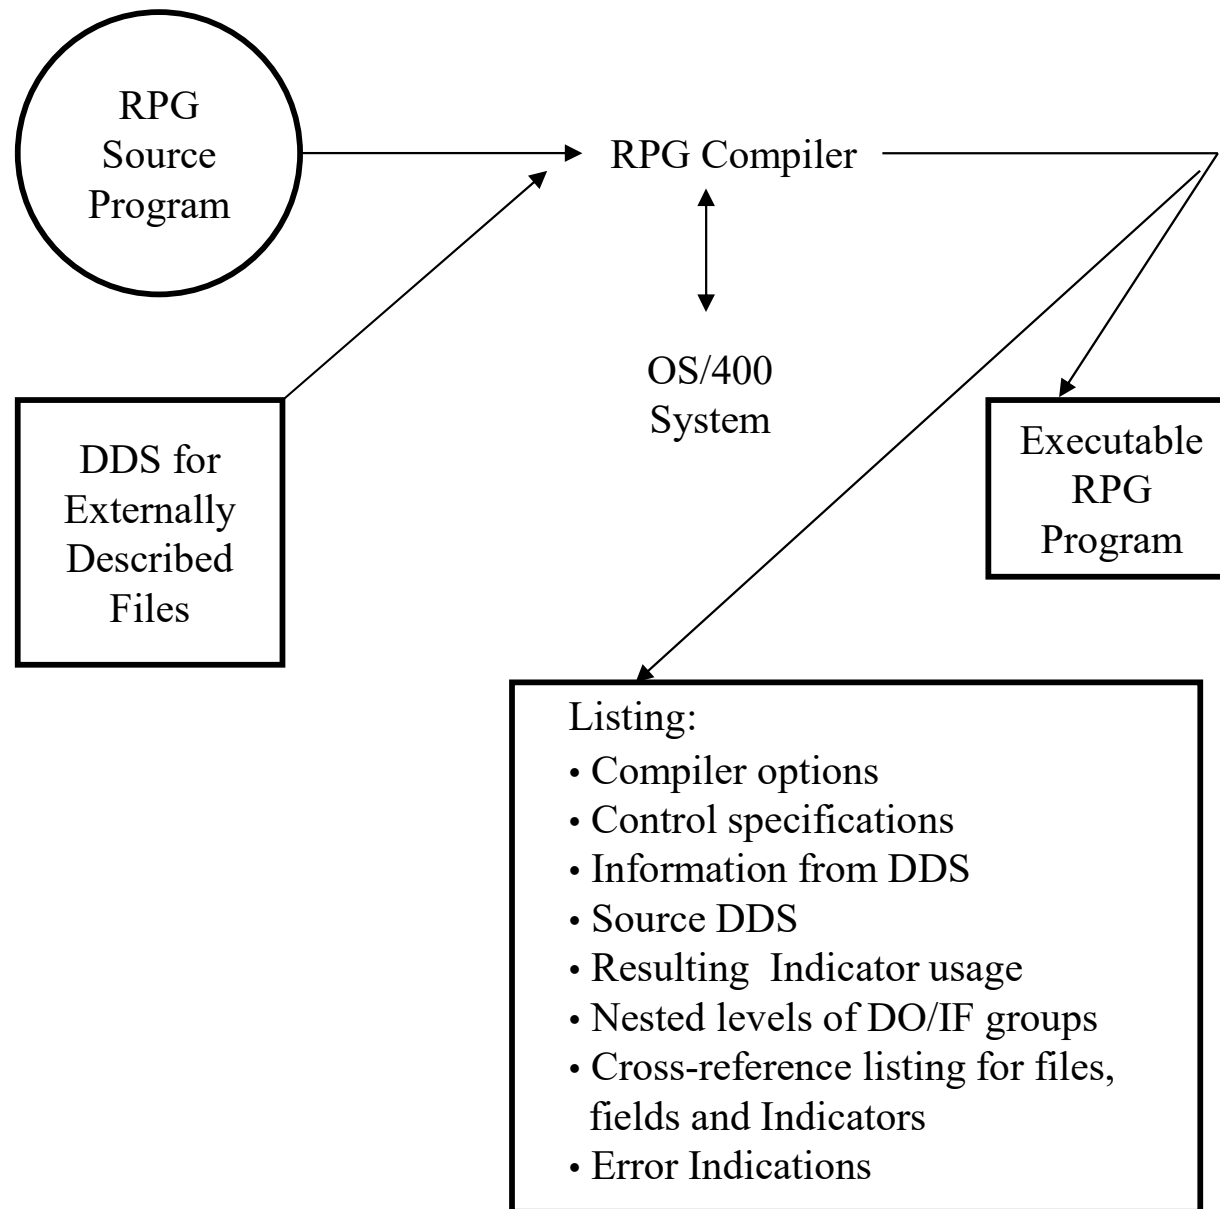 RPG
Source
Program
RPG Compiler
OS/400
System
DDS for
Externally
Described
Files
Executable
RPG
Program
Listing:
• Compiler options
• Control specifications
• Information from DDS
• Source DDS
• Resulting  Indicator usage
• Nested levels of DO/IF groups
• Cross-reference listing for files,
fields and Indicators
• Error Indications